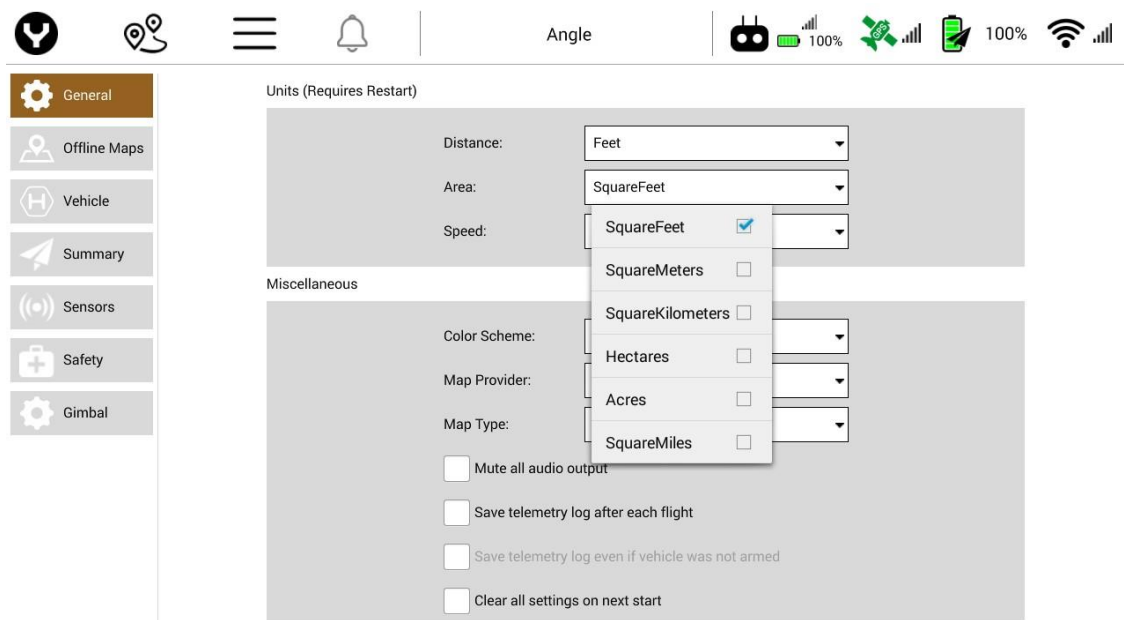 Angle
100%
GPS
100%
General
Offline Maps
Vehicle
Summary
Sensors
Safety
Gimbal
Units (Requires Restart)
Distance: Feet
Area: SquareFeet
Speed:
SquareFeet
SquareMeters
SquareKilometers
Hectares
Acres
SquareMiles
Miscellaneous
Color Scheme:
Map Provider:
Map Type:
Mute all audio output
Save telemetry log after each flight
Save telemetry log even if vehicle was not armed
Clear all settings on next start